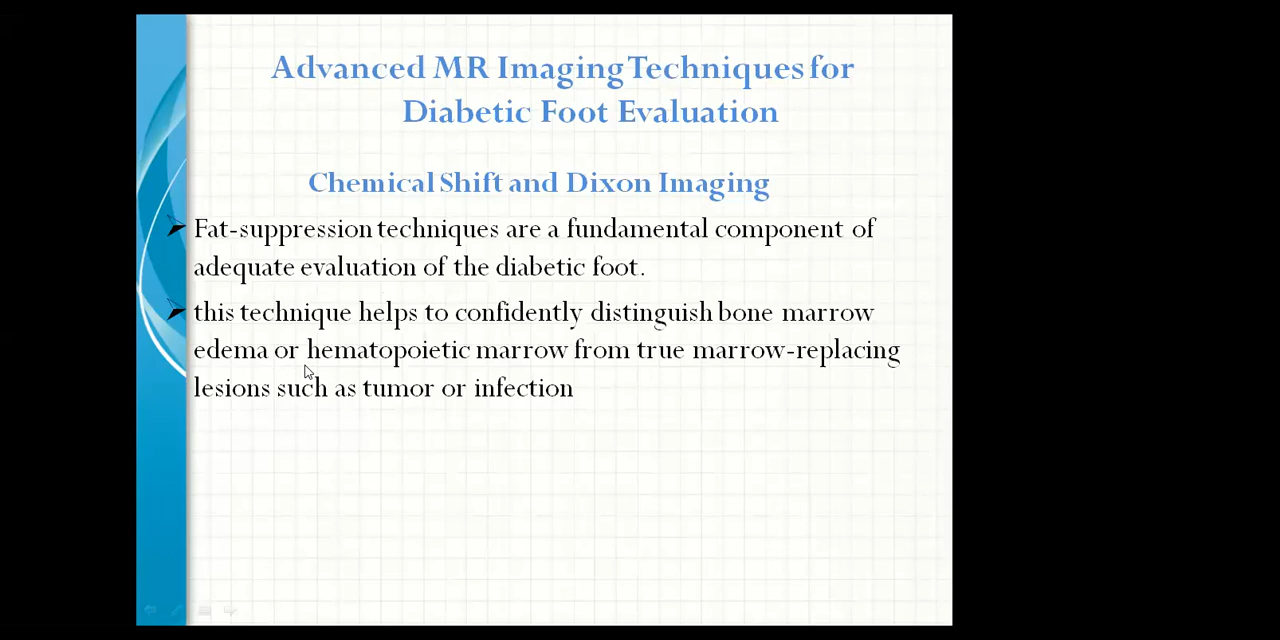 Advanced MR Imaging Techniques for
Diabetic Foot Evaluation
Chemical Shift and Dixon Imaging
Fat-suppression techniques are a fundamental component of
adequate evaluation of the diabetic foot.
this technique helps to confidently distinguish bone marrow
edema or hematopoietic marrow from true marrow-replacing
lesions such as tumor or infection